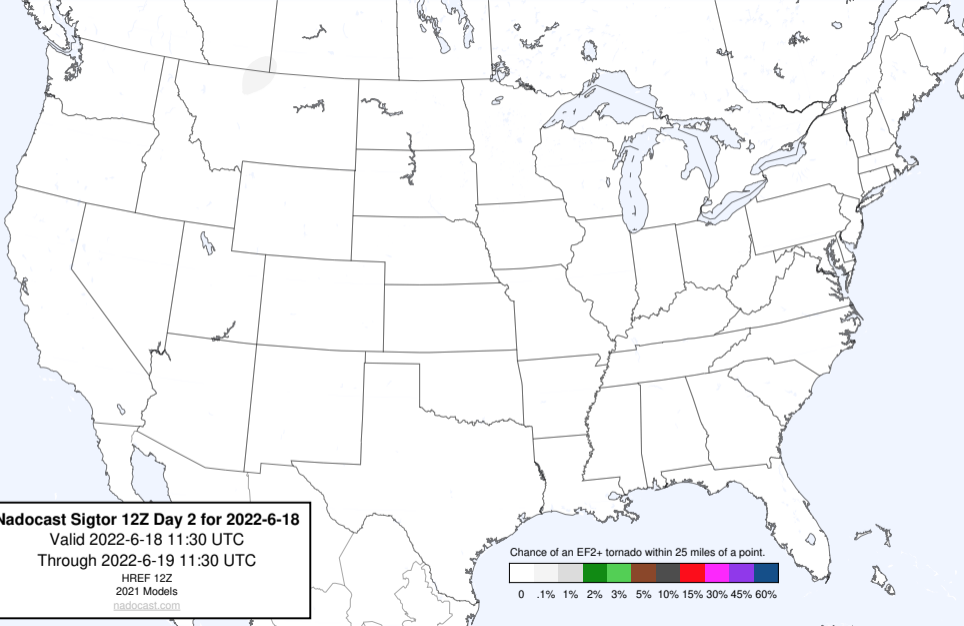 Nadocast Sigtor 12Z Day 2 for 2022-6-18
Valid 2022-6-18 11:30 UTC
Through 2022-6-19 11:30 UTC
HREF 12Z
2021 Models
nadocast.com
Chance of an EF2+ tornado within 25 miles of a point.
0 .1% 1% 2% 3% 5% 10% 15% 30% 45% 60%